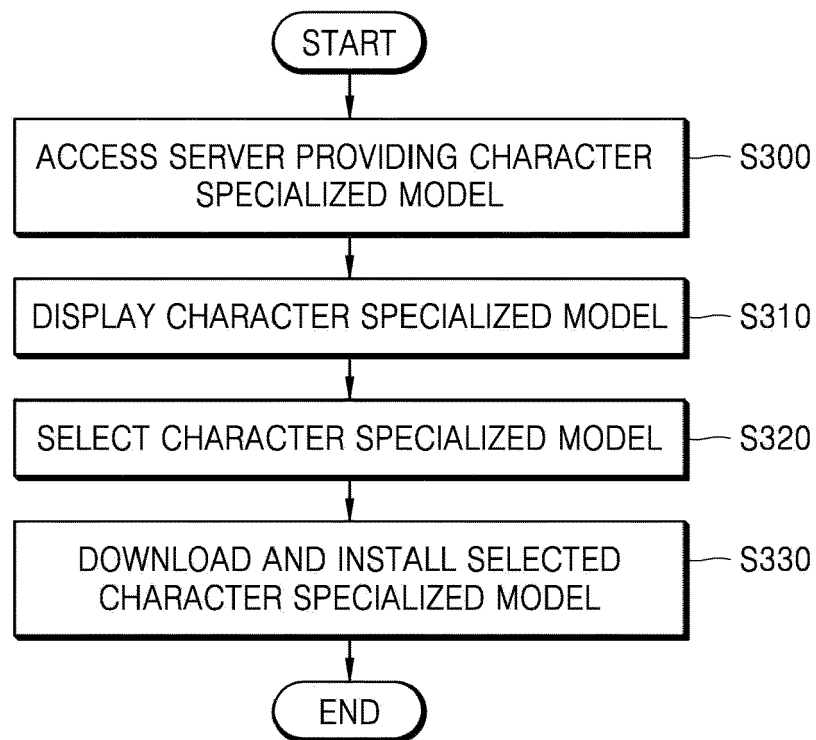 START
ACCESS SERVER PROVIDING CHARACTER
SPECIALIZED MODEL
S300
DISPLAY CHARACTER SPECIALIZED MODEL
S310
SELECT CHARACTER SPECIALIZED MODEL
S320
DOWNLOAD AND INSTALL SELECTED
CHARACTER SPECIALIZED MODEL
S330
END